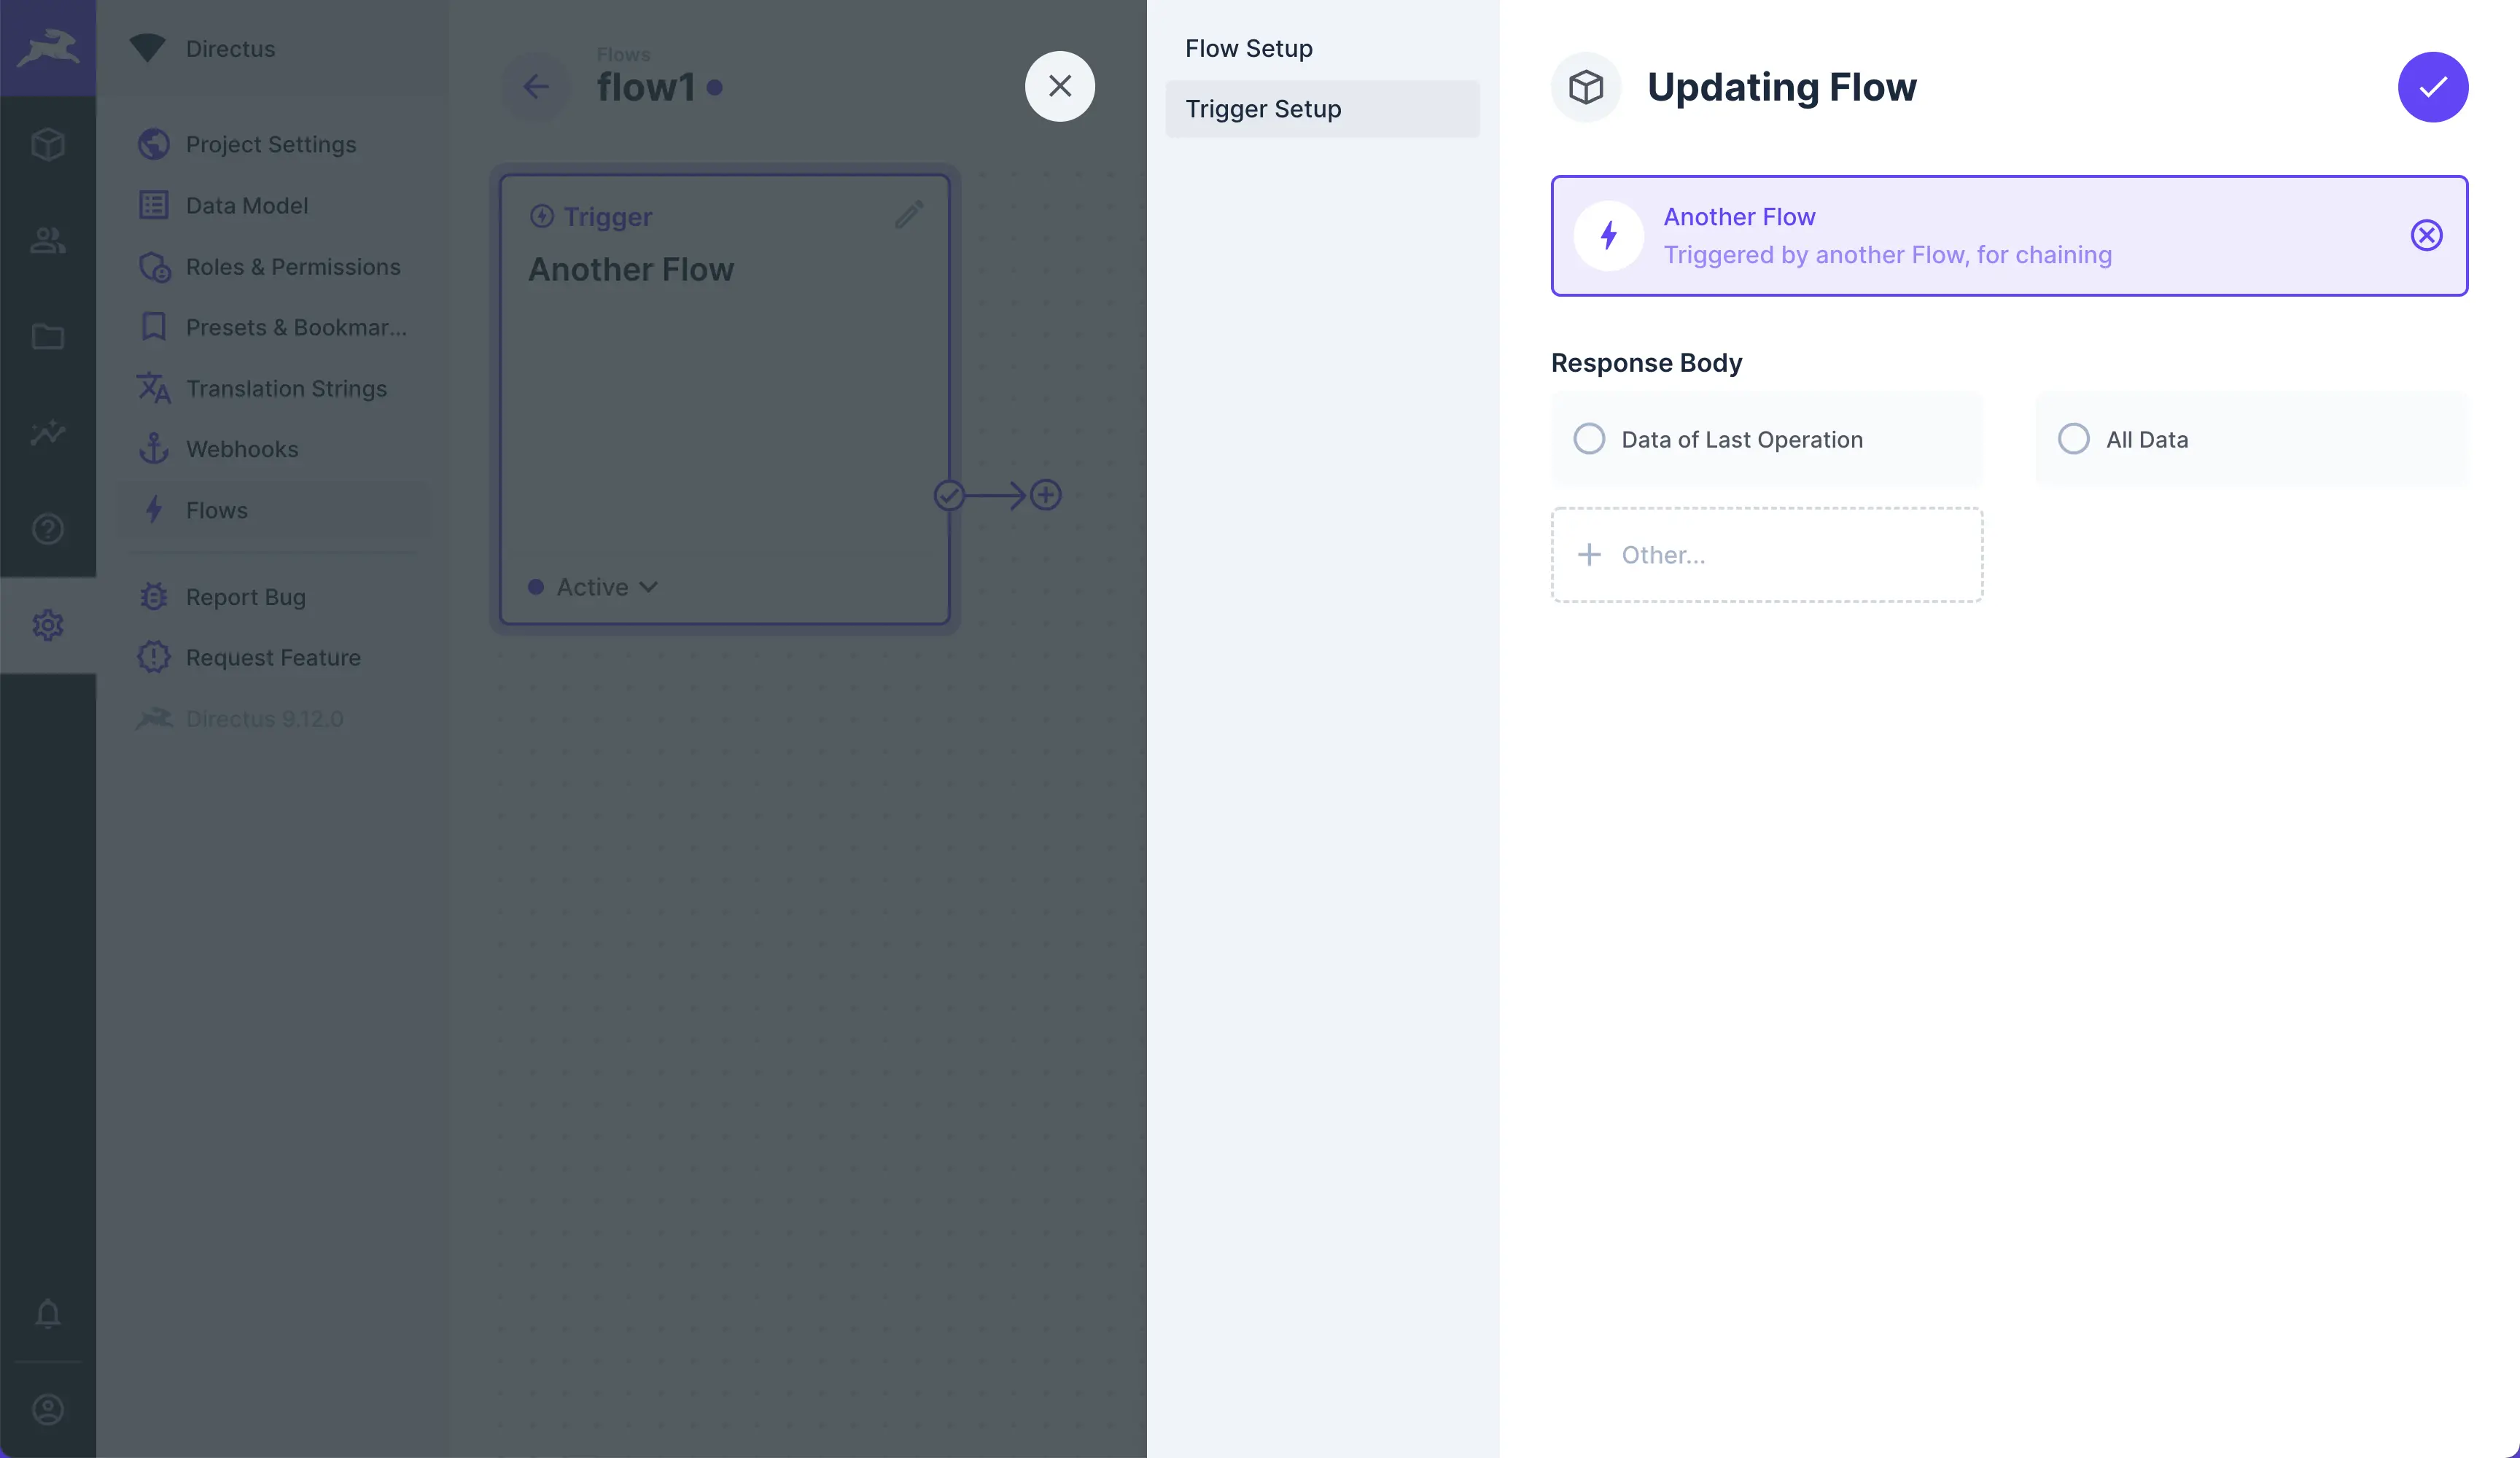 Directus
Project Settings
Data Model
Roles & Permissions
Presets & Bookmar...
Translation Strings
Webhooks
Flows
Report Bug
Request Feature
Directus 9.12.0
Flows
flow1
Trigger
Another Flow
Active
Flow Setup
Trigger Setup
Updating Flow
Another Flow
Triggered by another Flow, for chaining
Response Body
Data of Last Operation
All Data
Other...